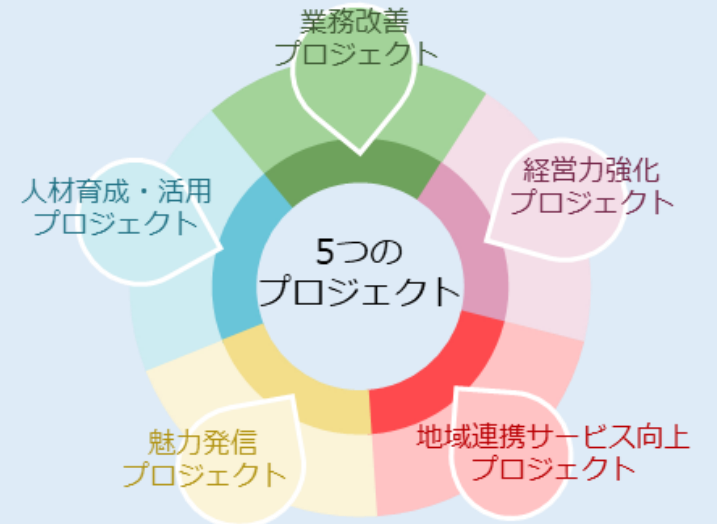 業務改善
プロジェクト
経営力強化
プロジェクト
人材育成・活用
プロジェクト
5つの
プロジェクト
地域連携サービス向上
プロジェクト
魅力発信
プロジェクト